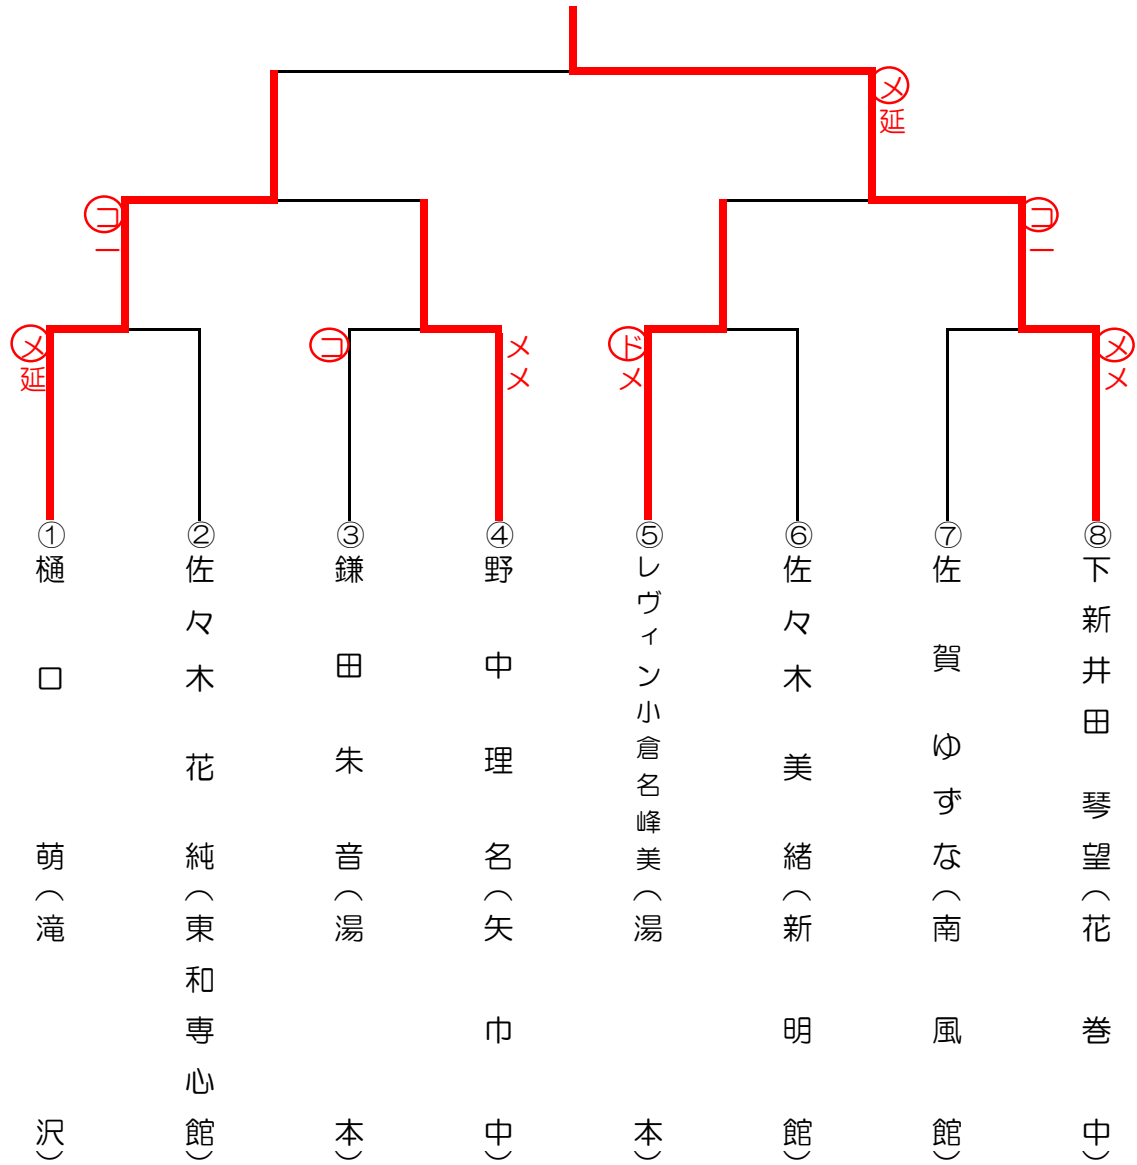 メ
延
コ
一
コ
一
メ
延
コ
メ
メ
ド
メ
メ
メ
①樋口萌(滝沢)
②佐々木花純(東和専心館)
③鎌田朱音(湯本)
④野中理名(矢巾中)
⑤レヴィン小倉名峰美(湯本)
⑥佐々木美緒(新明館)
⑦佐賀ゆずな(南風館)
⑧下新井田琴望(花巻中)